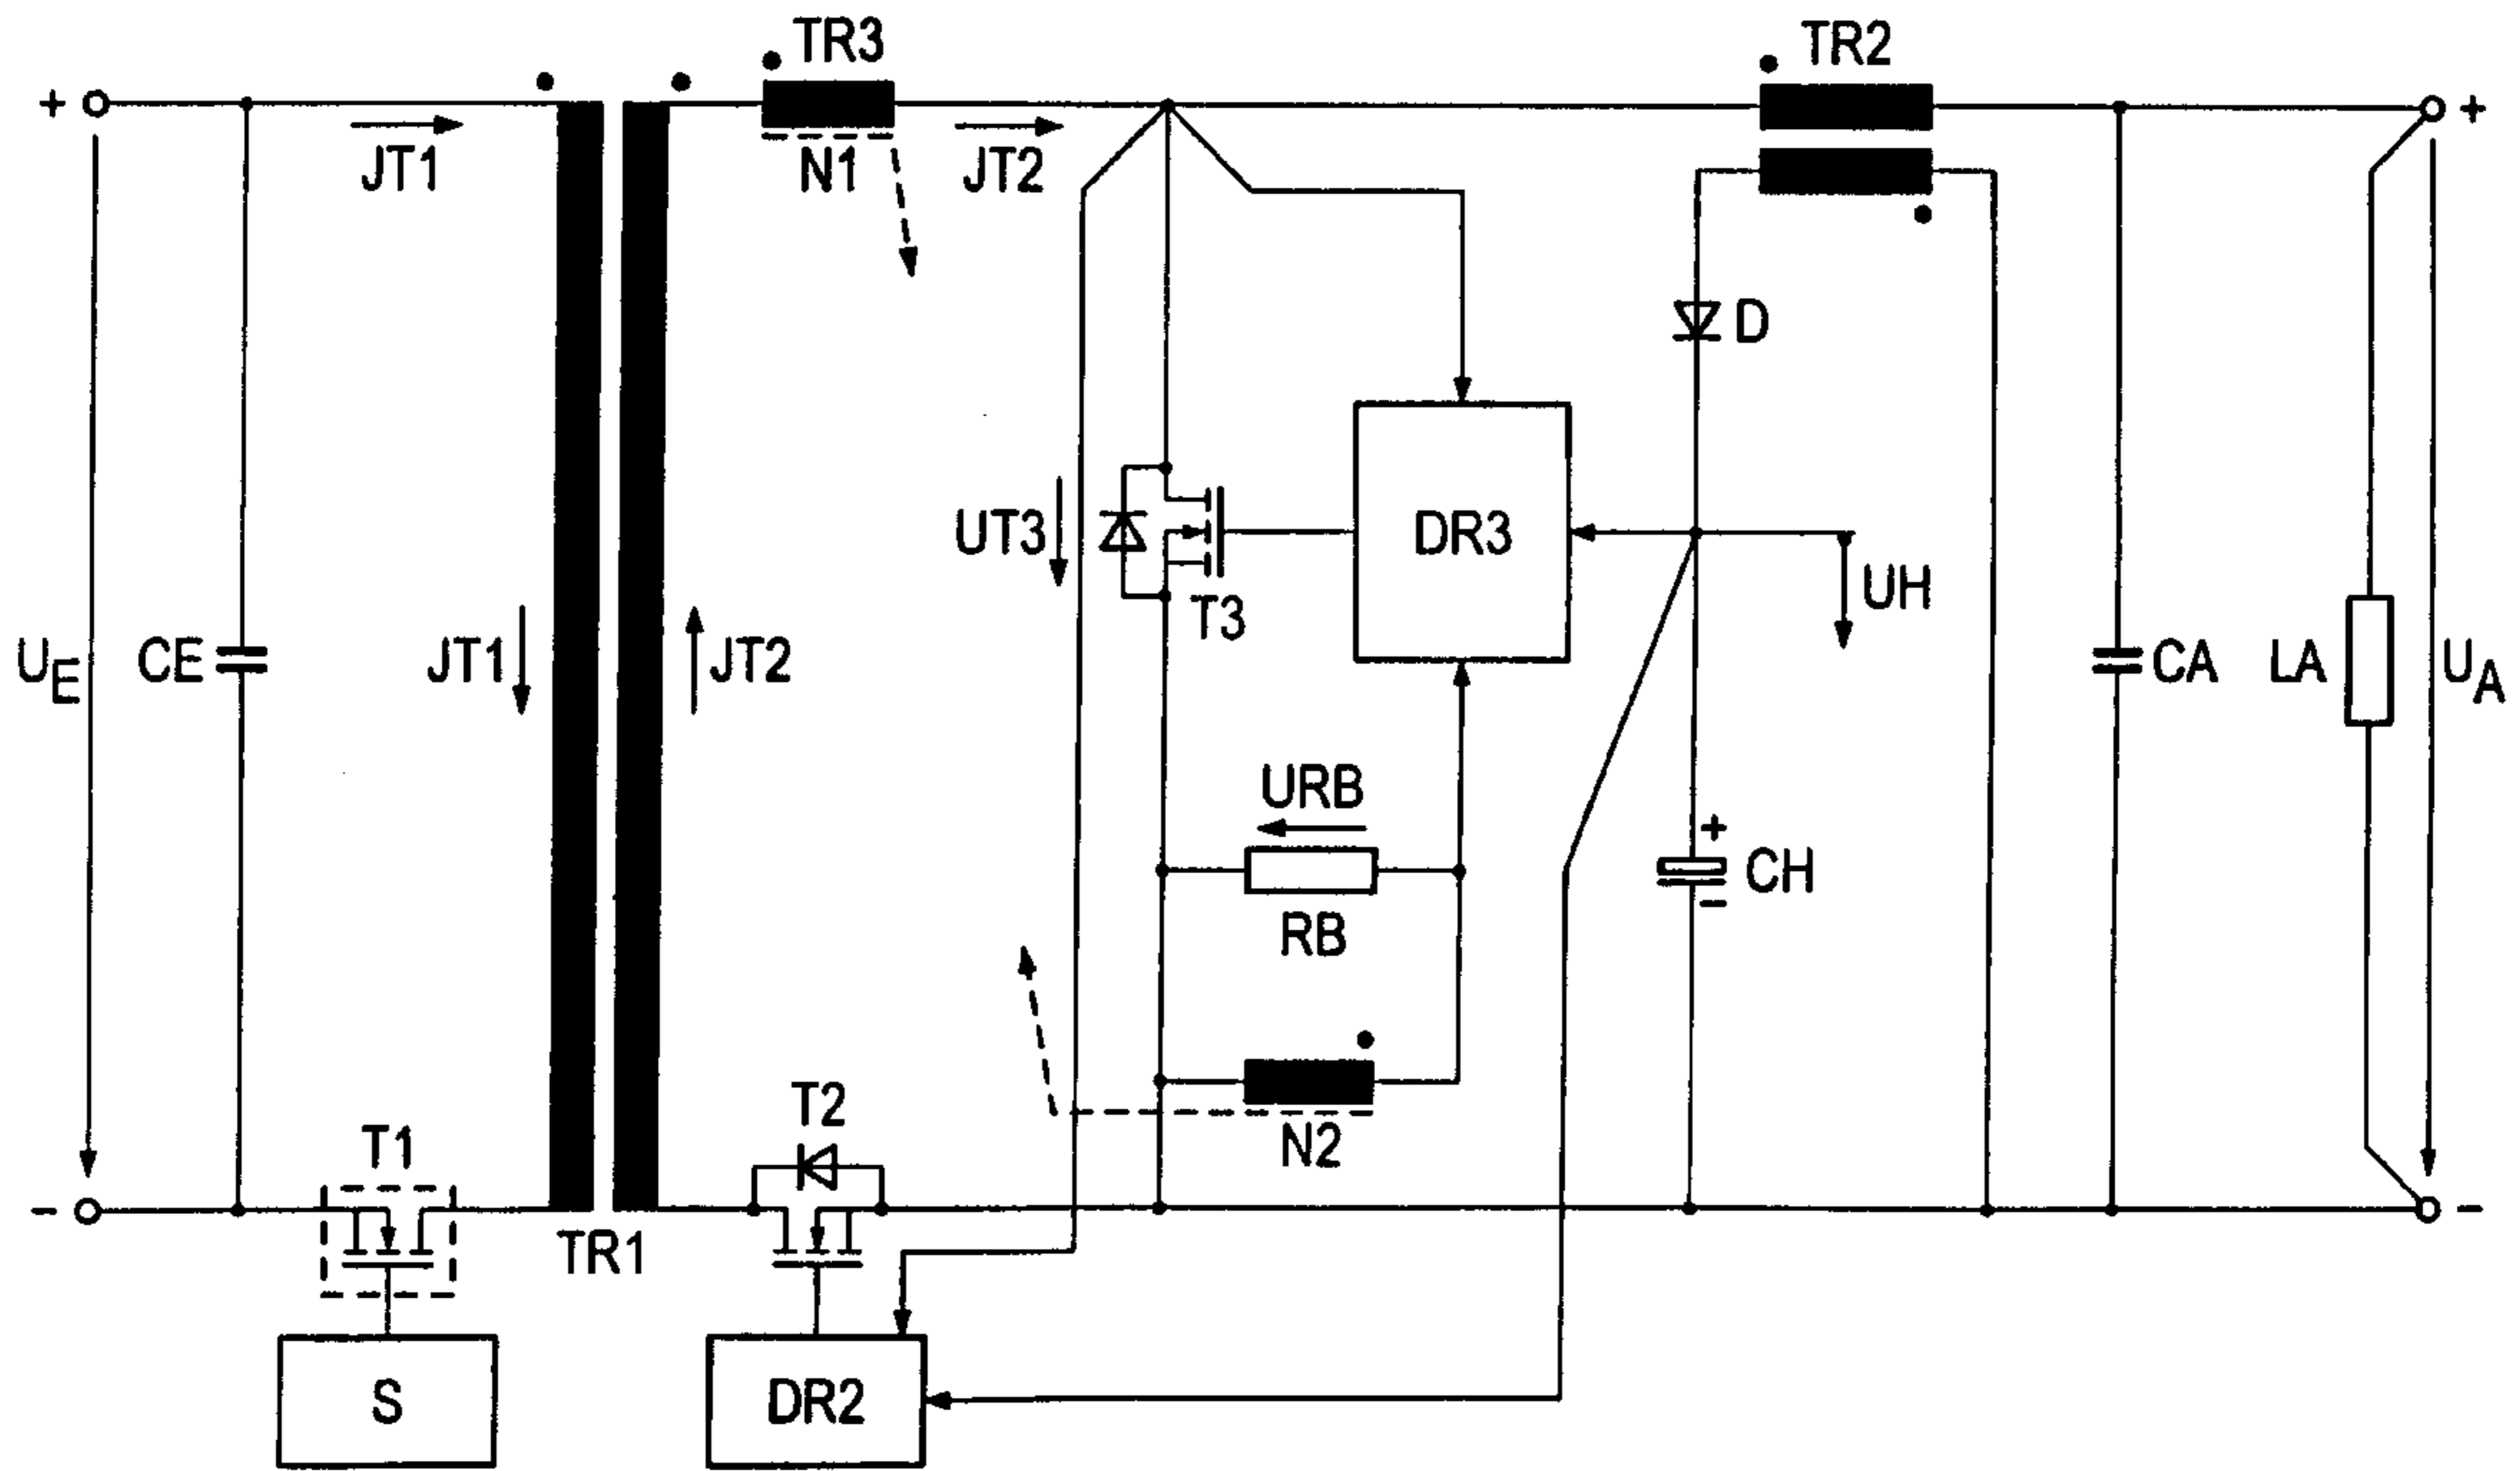 TR3
TR2
+
+
JT1
N1
JT2
D
UT3
DR3
T3
UH
UE
CE
JT1
JT2
CA
LA
UA
URB
+
CH
-
RB
T2
T1
N2
-
-
TR1
S
DR2